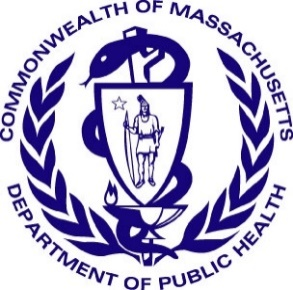 COMMONWEALTH OF MASSACHUSETTS
DEPARTMENT OF PUBLIC HEALTH